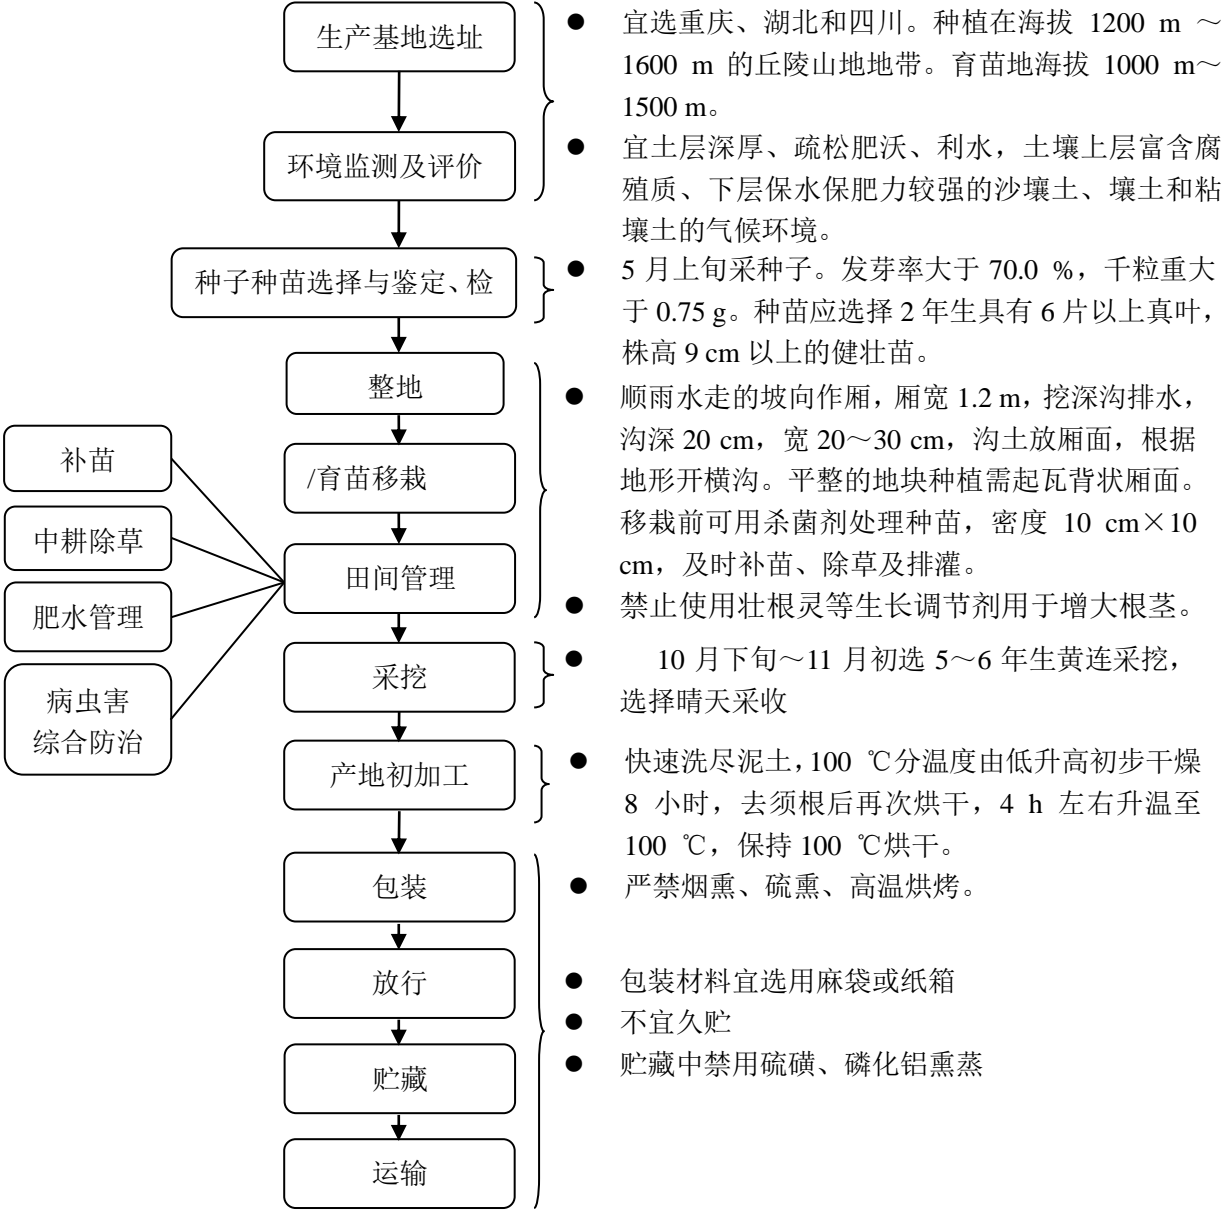 生产基地选址
环境监测及评价
种子种苗选择与鉴定、检
整地
/育苗移栽
田间管理
采挖
产地初加工
包装
放行
贮藏
运输
补苗
中耕除草
肥水管理
病虫害
综合防治
● 宜选重庆、湖北和四川。种植在海拔 1200 m ～
1600 m 的丘陵山地地带。育苗地海拔 1000 m～
1500 m。
● 宜土层深厚、疏松肥沃、利水，土壤上层富含腐
殖质、下层保水保肥力较强的沙壤土、壤土和粘
壤土的气候环境。
● 5 月上旬采种子。发芽率大于 70.0 %，千粒重大
于 0.75 g。种苗应选择 2 年生具有 6 片以上真叶，
株高 9 cm 以上的健壮苗。
● 顺雨水走的坡向作厢，厢宽 1.2 m，挖深沟排水，
沟深 20 cm，宽 20～30 cm，沟土放厢面，根据
地形开横沟。平整的地块种植需起瓦背状厢面。
移栽前可用杀菌剂处理种苗，密度 10 cm×10
cm，及时补苗、除草及排灌。
● 禁止使用壮根灵等生长调节剂用于增大根茎。
● 10 月下旬～11 月初选 5～6 年生黄连采挖，
选择晴天采收
● 快速洗尽泥土，100 ℃分温度由低升高初步干燥
8 小时，去须根后再次烘干，4 h 左右升温至
100 ℃，保持 100 ℃烘干。
● 严禁烟熏、硫熏、高温烘烤。
● 包装材料宜选用麻袋或纸箱
● 不宜久贮
● 贮藏中禁用硫磺、磷化铝熏蒸